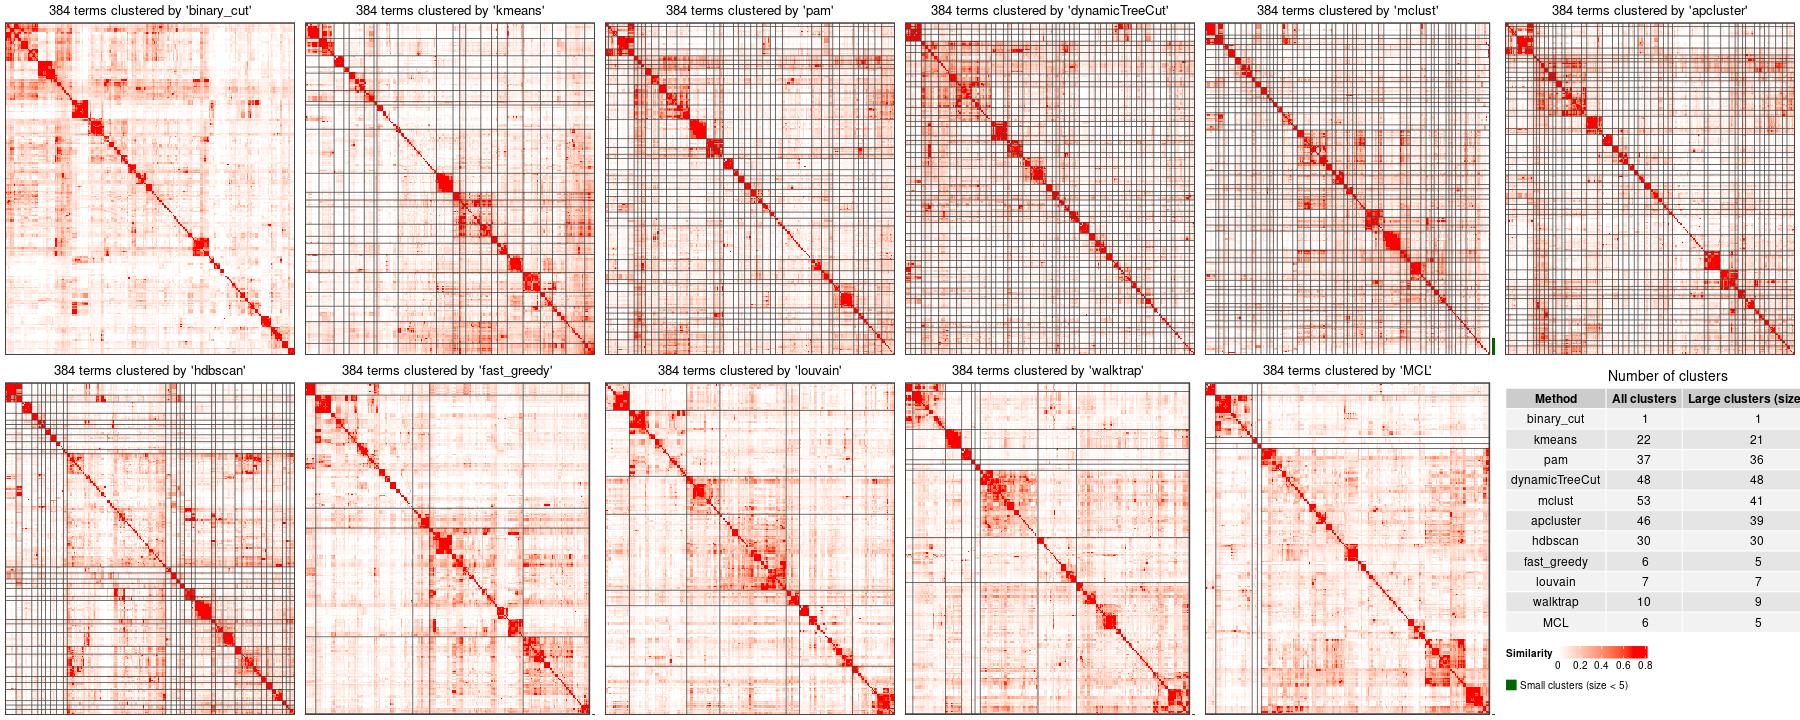 384 terms clustered by 'binary_cut'
384 terms clustered by 'kmeans'
384 terms clustered by 'pam'
384 terms clustered by 'dynamicTreeCut'
384 terms clustered by 'mclust'
384 terms clustered by 'apcluster'
384 terms clustered by 'hdbscan'
384 terms clustered by 'fast_greedy'
384 terms clustered by 'louvain'
384 terms clustered by 'walktrap'
384 terms clustered by 'MCL'
Number of clusters
Method All clusters Large clusters (size
binary_cut 1 1
kmeans 22 21
pam 37 36
dynamicTreeCut 48 48
mclust 53 41
apcluster 46 39
hdbscan 30 30
fast_greedy 6 5
louvain 7 7
walktrap 10 9
MCL 6 5
Similarity
0 0.2 0.4 0.6 0.8
Small clusters (size < 5)